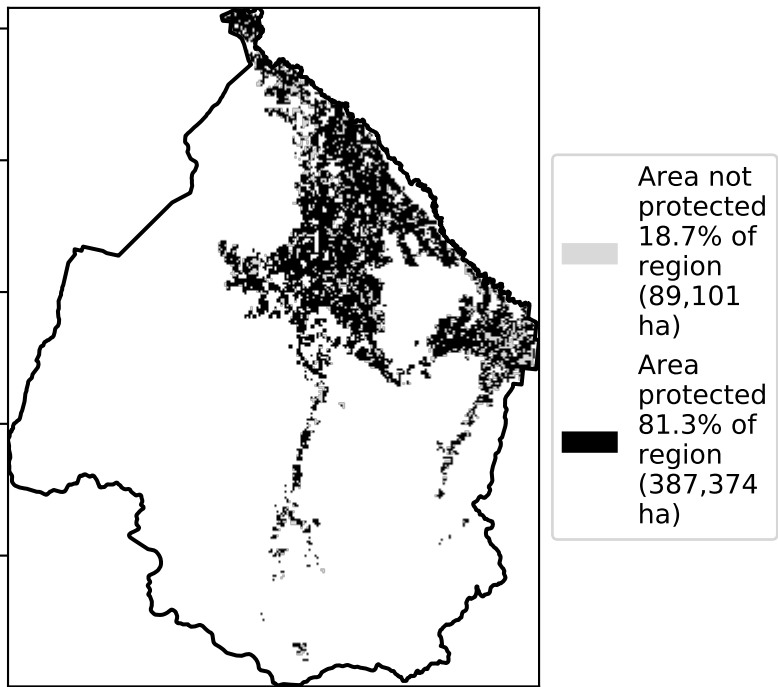 Area not
protected
18.7% of
region
(89,101
ha)
Area
protected
81.3% of
region
(387,374
ha)